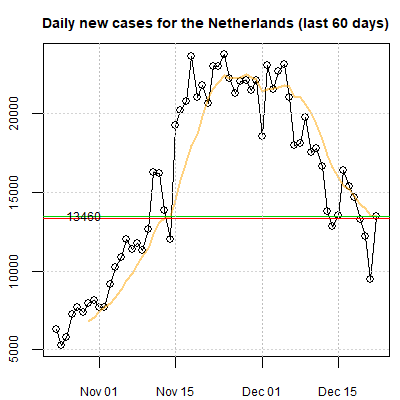 Daily new cases for the Netherlands (last 60 days)
20000
15000
13460
10000
5000
Nov 01 Nov 15 Dec 01 Dec 15